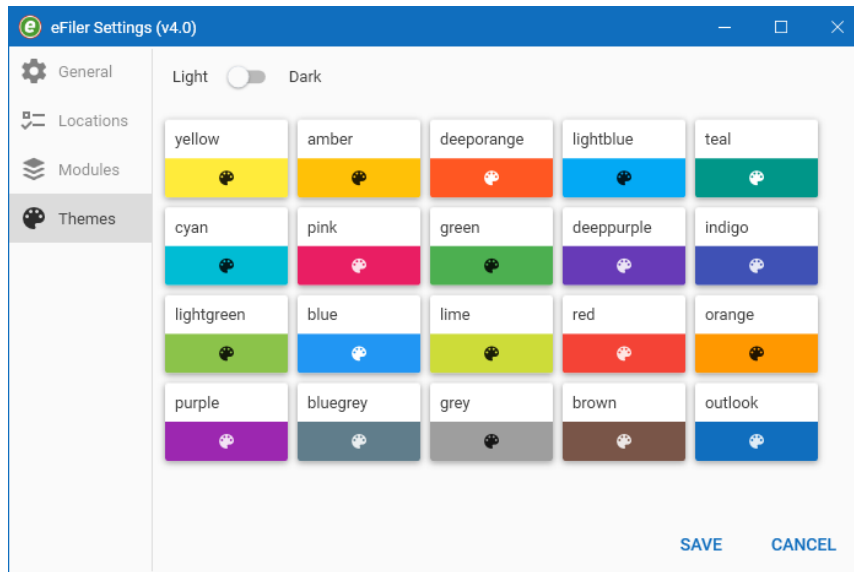 e eFiler Settings (v4.0)
General
Locations
Modules
Themes
Light Dark
yellow amber deeporange lightblue teal
cyan pink green deeppurple indigo
lightgreen blue lime red orange
purple bluegrey grey brown outlook
SAVE CANCEL